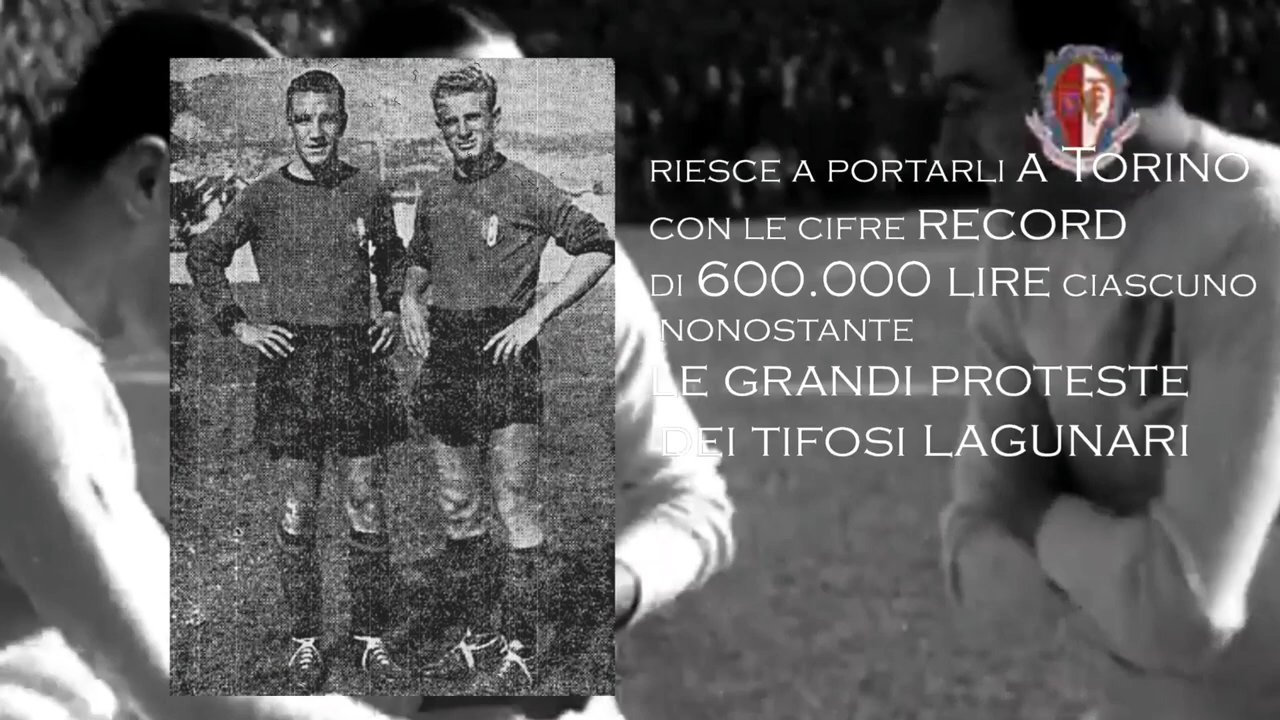 RIESCE A PORTARLI A TORINO
CON LE CIFRE RECORD
DI 600.000 LIRE CIASCUNO
NONOSTANTE
LE GRANDI PROTESTE
DEI TIFOSI LAGUNARI